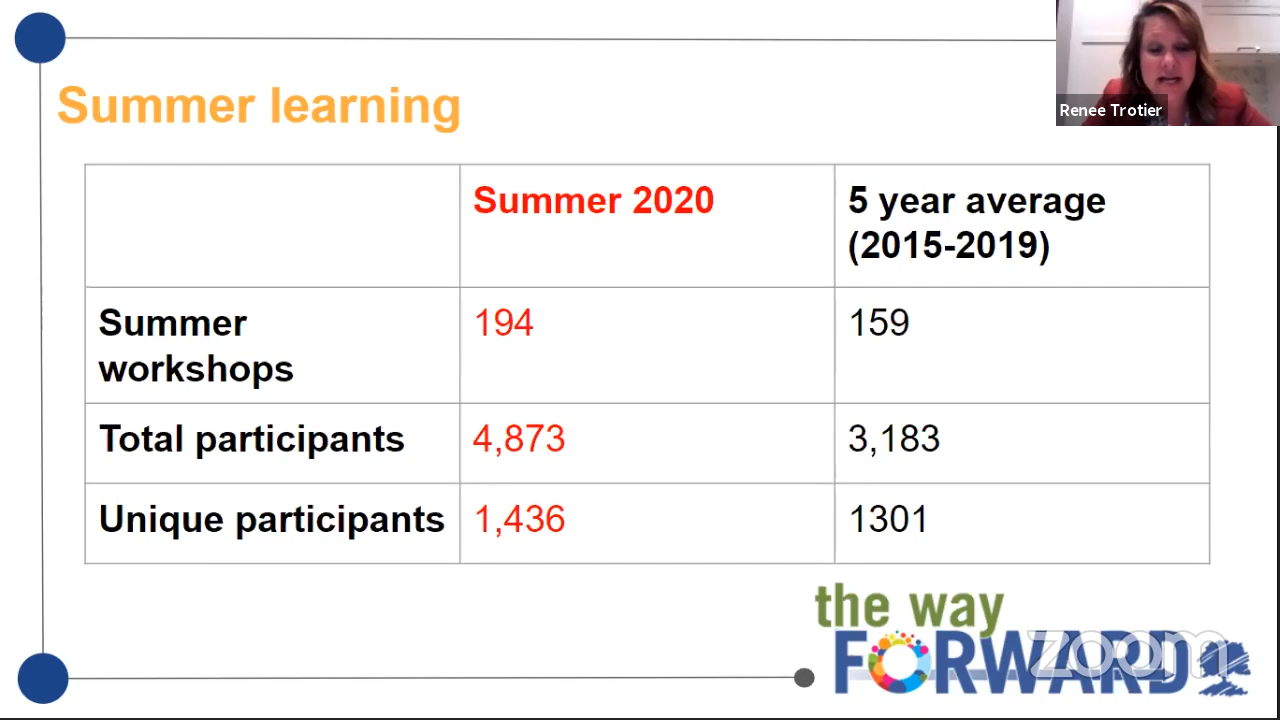 Renee Trotier
Summer learning
Summer 2020
5 year average
(2015-2019)
Summer
workshops
194
159
Total participants
4,873
3,183
Unique participants
1,436
1301
the way
FORWARD
zoom